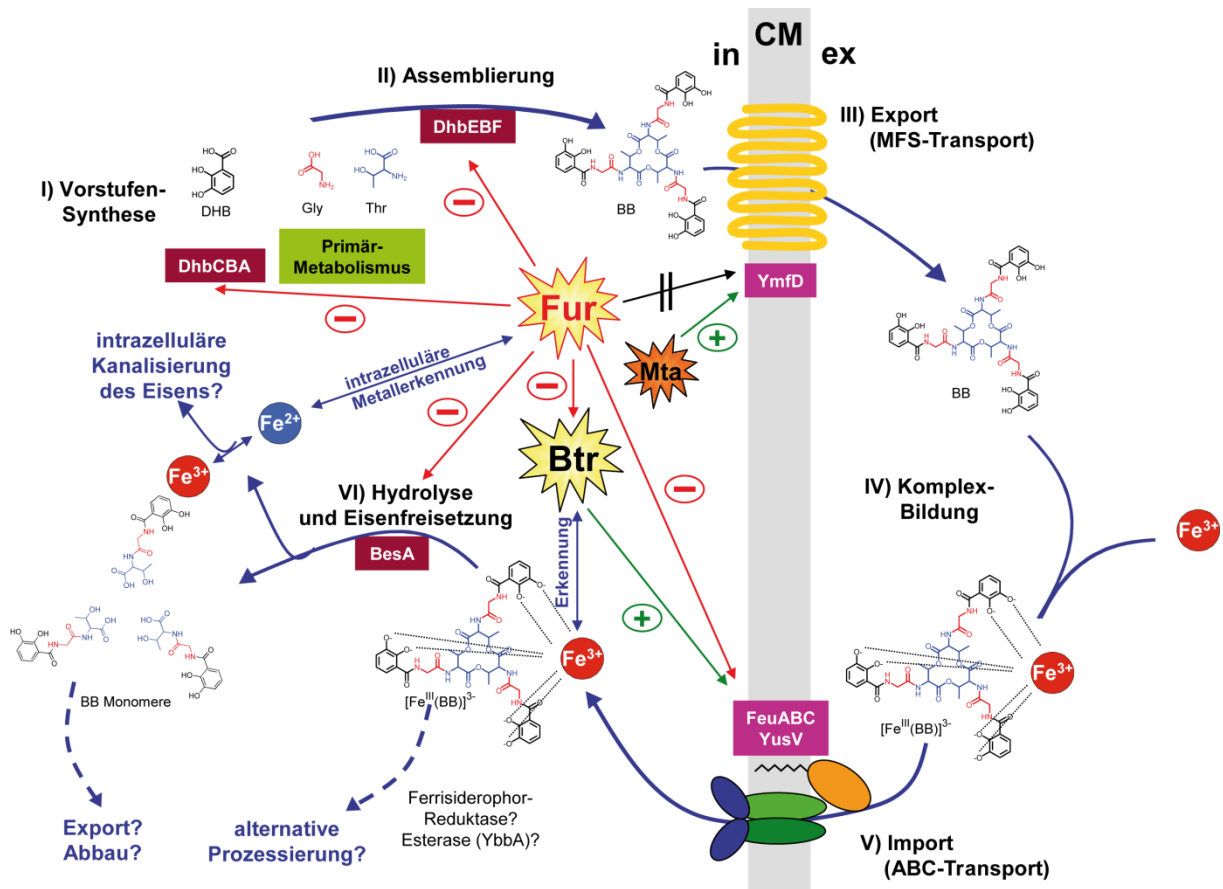 CM
in
ex
II) Assemblierung
DhbEBF
III) Export
(MFS-Transport)
I) Vorstufen-
Synthese
DHB
Gly
Thr
BB
DhbCBA
Primär-
Metabolismus
Fur
YmfD
Mta
BB
intrazelluläre
Kanalisierung
des Eisens?
intrazelluläre
Metallerkennung
Fe2+
Fe3+
Btr
VI) Hydrolyse
und Eisenfreisetzung
BesA
Erkennung
IV) Komplex-
Bildung
Fe3+
Fe3+
Fe3+
BB Monomere
[FeIII(BB)]3-
[FeIII(BB)]3-
FeuABC
YusV
Export?
Abbau?
alternative
Prozessierung?
Ferrisiderophor-
Reduktase?
Esterase (YbbA)?
V) Import
(ABC-Transport)